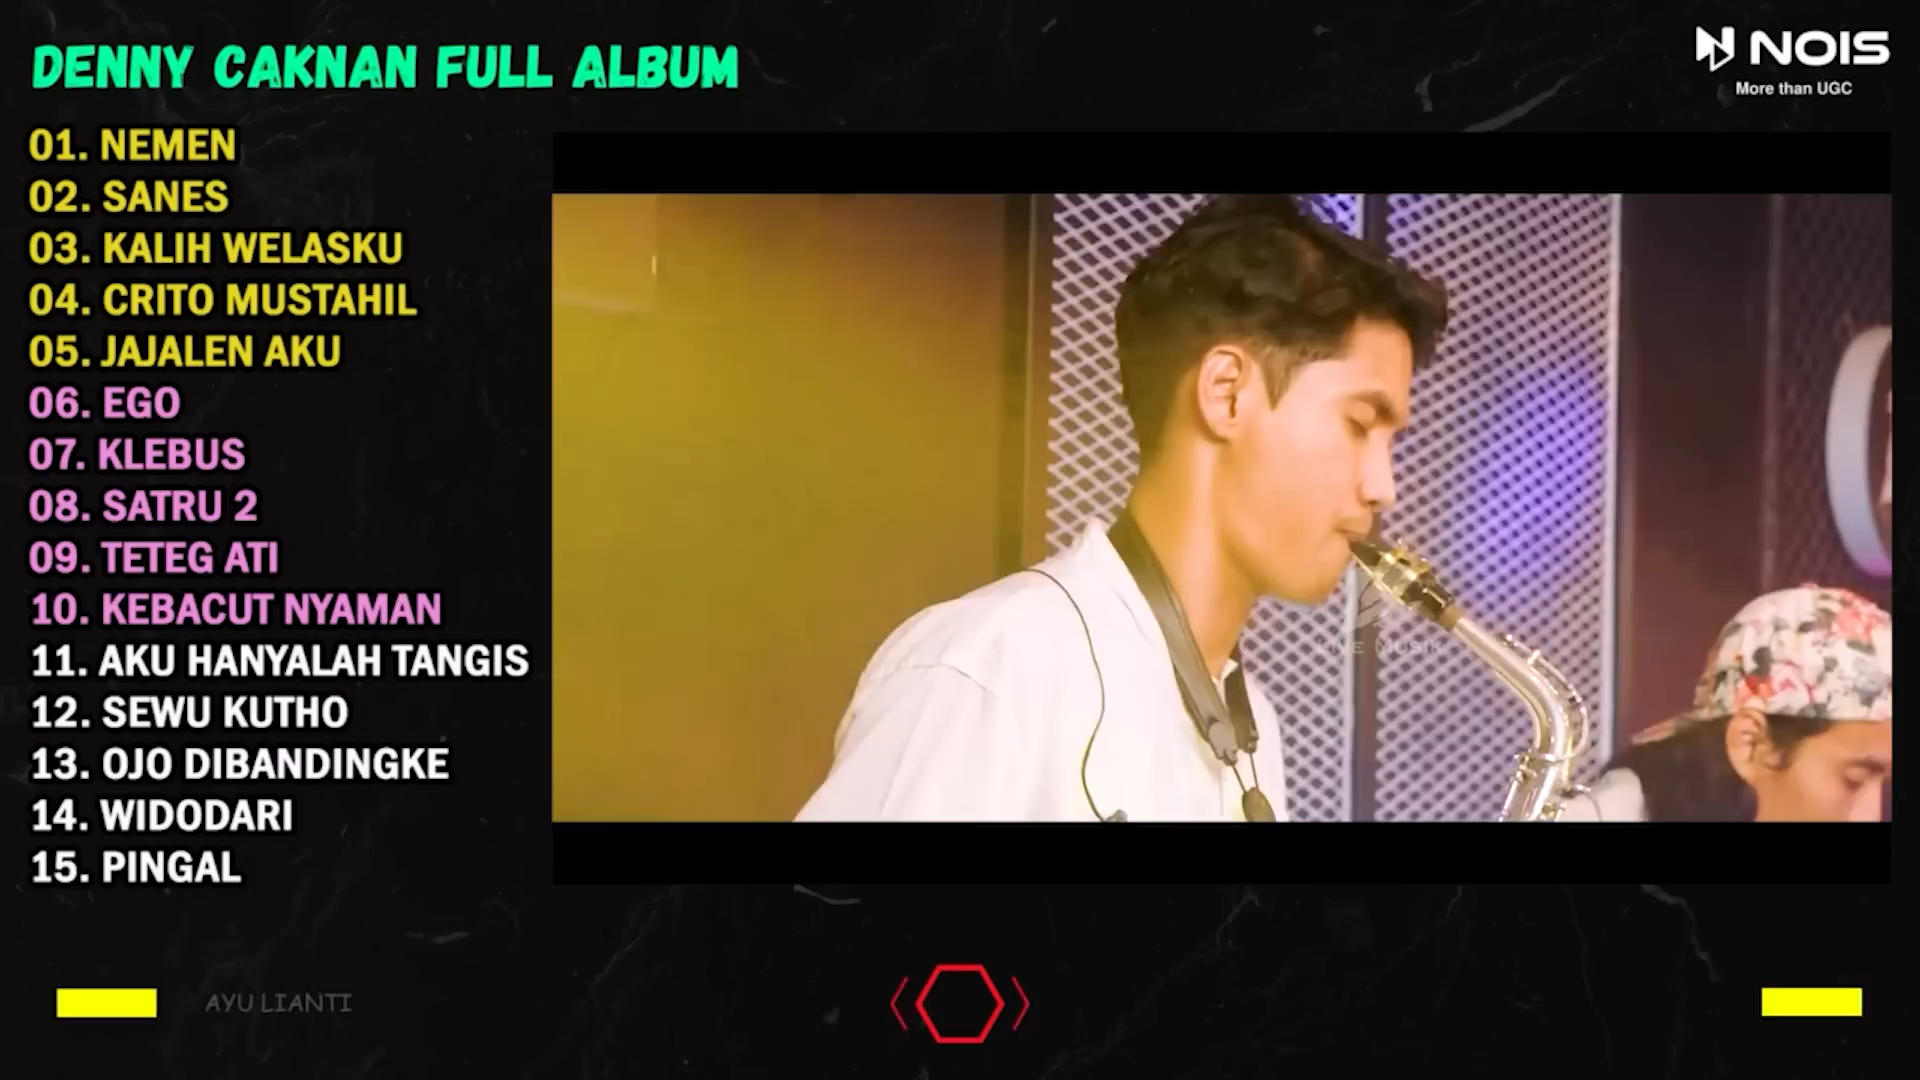 DENNY CAKNAN FULL ALBUM
NOIS
More than UGC
01. NEMEN
02. SANES
03. KALIH WELASKU
04. CRITO MUSTAHIL
05. JAJALEN AKU
06. EGO
07. KLEBUS
08. SATRU 2
09. TETEG ATI
10. KEBACUT NYAMAN
11. AKU HANYALAH TANGIS
12. SEWU KUTHO
13. OJO DIBANDINGKE
14. WIDODARI
15. PINGAL
MUSIK
AYU LIANTI